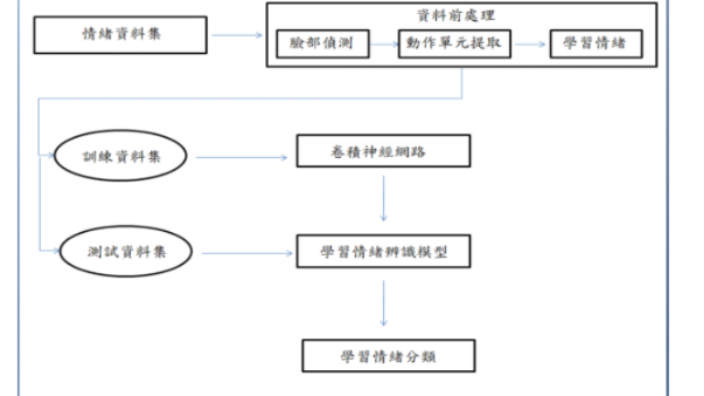 資料前處理
情緒資料集
臉部偵測
動作單元提取
學習情緒
訓練資料集
卷積神經網路
測試資料集
學習情緒辨識模型
學習情緒分類